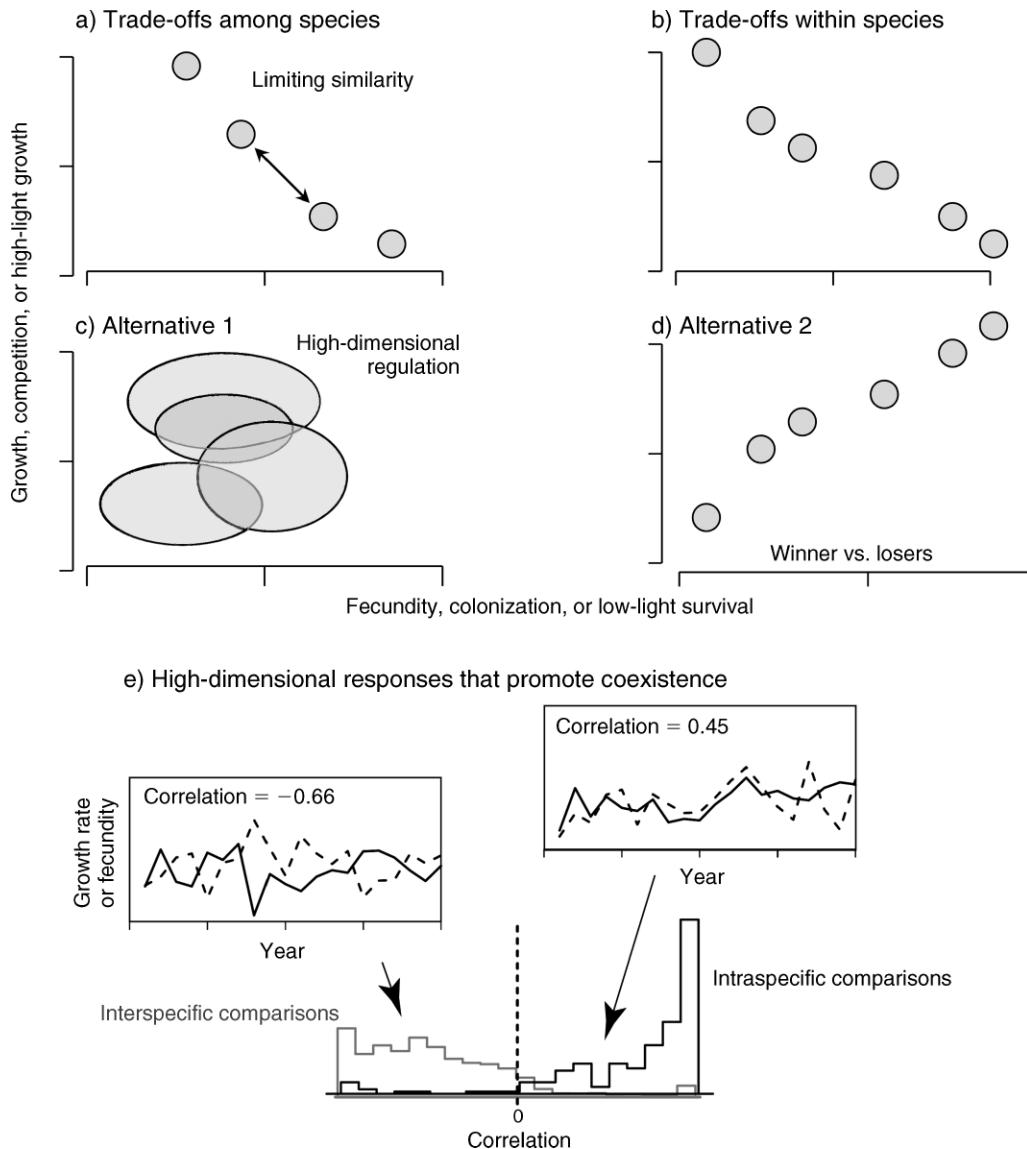 a) Trade-offs among species
b) Trade-offs within species
Limiting similarity
Growth, competition, or high-light growth
c) Alternative 1
High-dimensional
regulation
d) Alternative 2
Winner vs. losers
Fecundity, colonization, or low-light survival
e) High-dimensional responses that promote coexistence
Correlation = 0.45
Correlation = −0.66
Growth rate
or fecundity
Year
Year
Intraspecific comparisons
Interspecific comparisons
0
Correlation